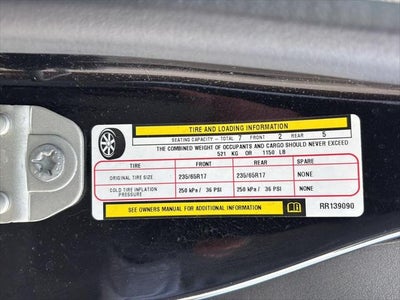 TIRE AND LOADING INFORMATION
SEATING CAPACITY - TOTAL 7 FRONT 2 REAR 5
THE COMBINED WEIGHT OF OCCUPANTS AND CARGO SHOULD NEVER EXCEED
521 KG OR 1150 LB
TIRE FRONT REAR SPARE
ORIGINAL TIRE SIZE 235/65R17 235/65R17 NONE
COLD TIRE INFLATION PRESSURE 250 kPa / 36 PSI 250 kPa / 36 PSI NONE
SEE OWNERS MANUAL FOR ADDITIONAL INFORMATION RR139090